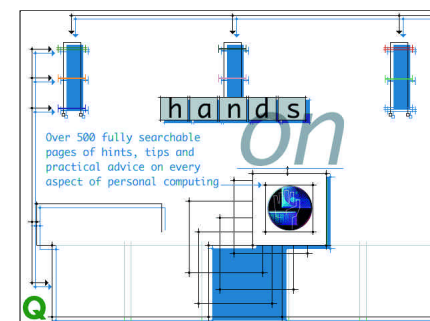 hands
on
Over 500 fully searchable
pages of hints, tips and
practical advice on every
aspect of personal computing
Q